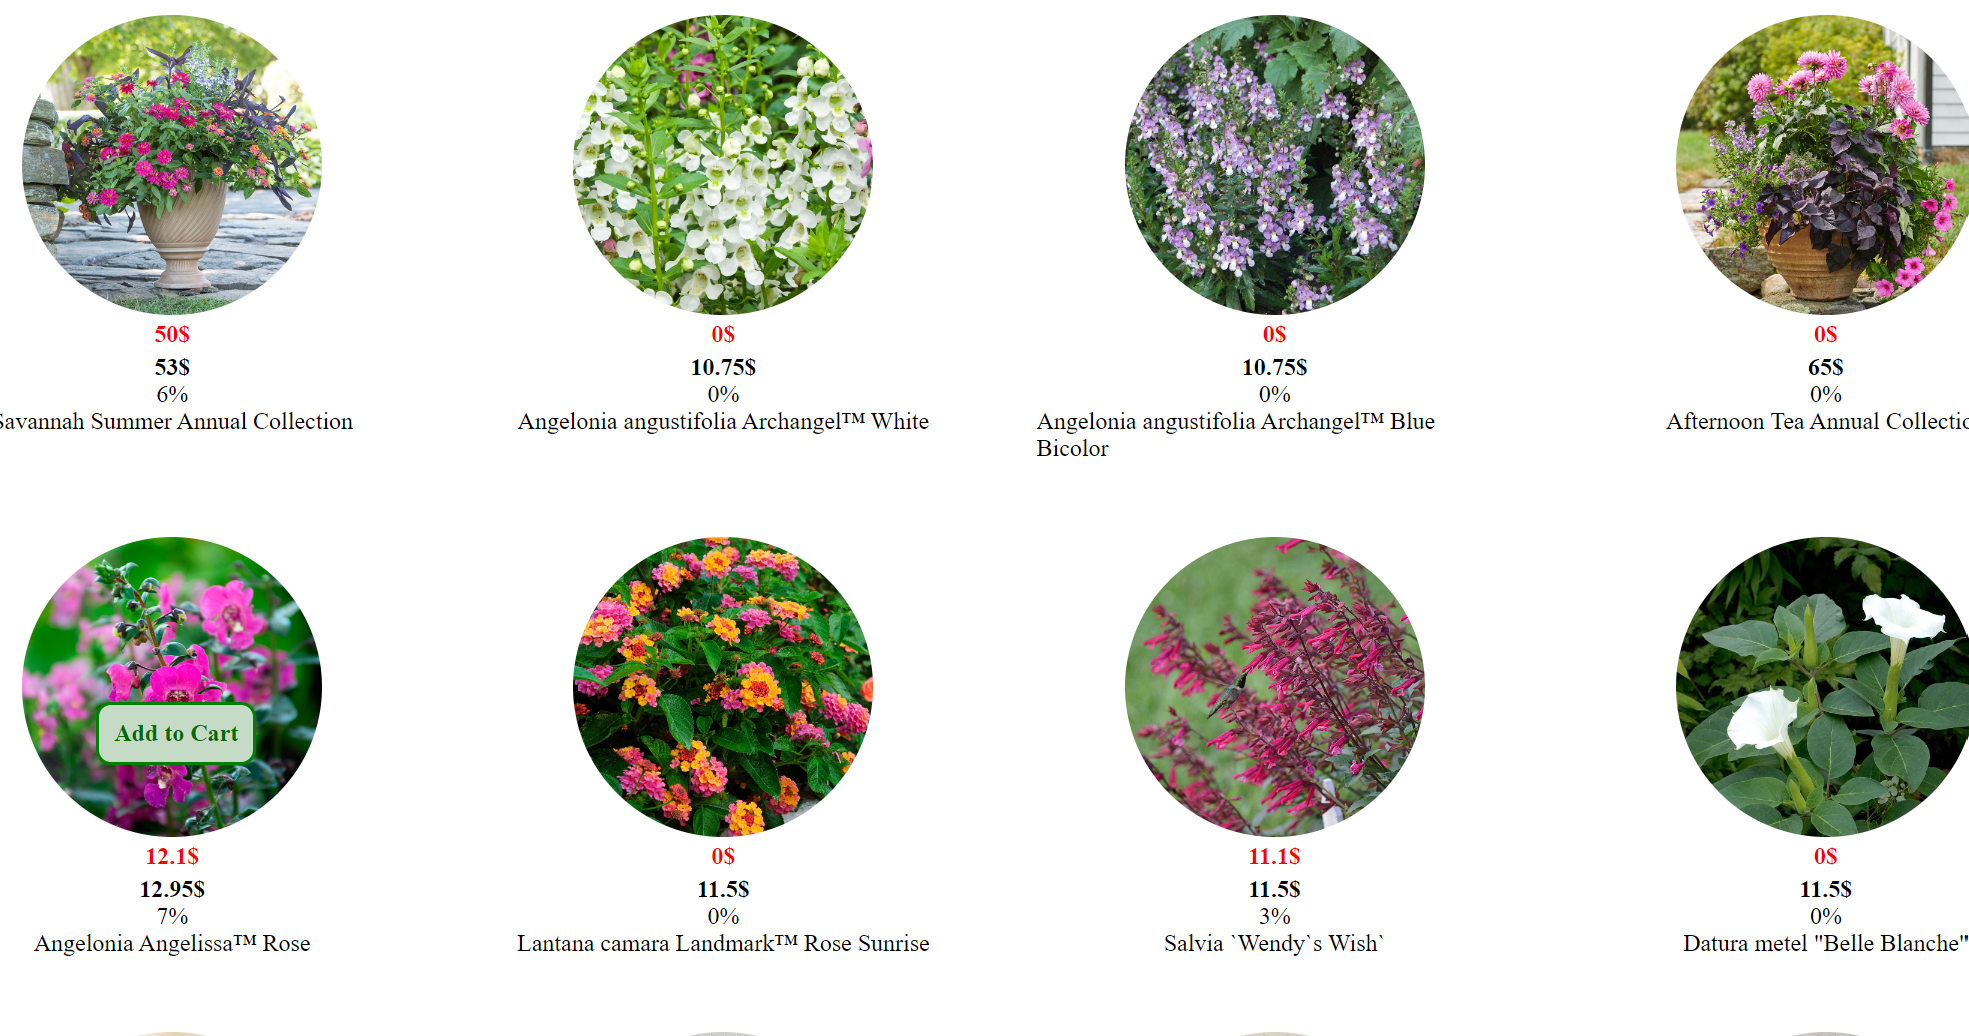 50$
53$
6%
Savannah Summer Annual Collection
0$
10.75$
0%
Angelonia angustifolia Archangel™ White
0$
10.75$
0%
Angelonia angustifolia Archangel™ Blue
Bicolor
0$
65$
0%
Afternoon Tea Annual Collectio
Add to Cart
12.1$
12.95$
7%
Angelonia Angelissa™ Rose
0$
11.5$
0%
Lantana camara Landmark™ Rose Sunrise
11.1$
11.5$
3%
Salvia `Wendy`s Wish`
0$
11.5$
0%
Datura metel "Belle Blanche"